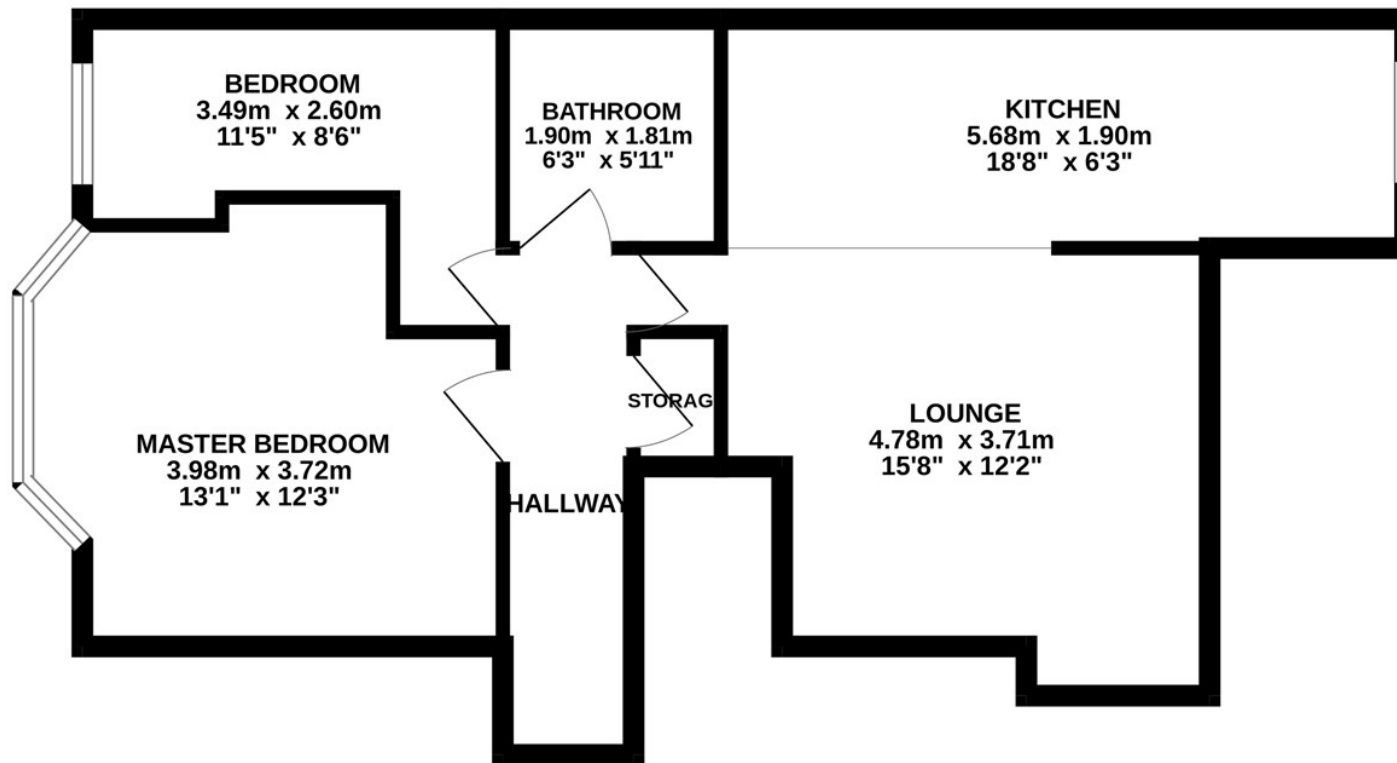 BEDROOM
3.49m x 2.60m
11'5" x 8'6"
BATHROOM
1.90m x 1.81m
6'3" x 5'11"
KITCHEN
5.68m x 1.90m
18'8" x 6'3"
MASTER BEDROOM
3.98m x 3.72m
13'1" x 12'3"
STORAG
HALLWAY
LOUNGE
4.78m x 3.71m
15'8" x 12'2"